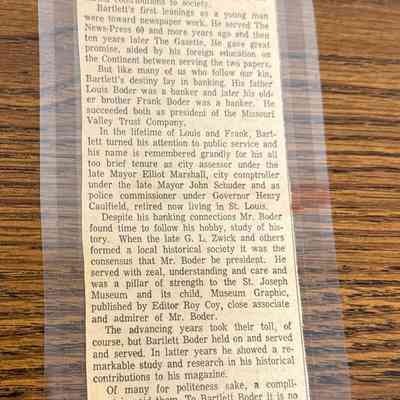 contributions to society.
Bartlett's first leanings as a young man
were toward newspaper work. He served The
News-Press 60 and more years ago and then
ten years later The Gazette. He gave great
promise, aided by his foreign education on
the Continent between serving the two papers.
But like many of us who follow our kin,
Bartlett's destiny lay in banking. His father
Louis Boder was a banker and later his old-
er brother Frank Boder was a banker. He
succeeded both as president of the Missouri
Valley Trust Company.
In the lifetime of Louis and Frank, Bart-
lett turned his attention to public service and
his name is remembered grandly for his all
too brief tenure as city assessor under the
late Mayor Elliot Marshall, city comptroller
under the late Mayor John Schuder and as
police commissioner under Governor Henry
Caulfield, retired now living in St. Louis.
Despite his banking connections Mr. Boder
found time to follow his hobby, study of his-
tory. When the late G. L. Zwick and others
formed a local historical society it was the
consensus that Mr. Boder be president. He
served with zeal, understanding and care and
was a pillar of strength to the St. Joseph
Museum and its child, Museum Graphic,
published by Editor Roy Coy, close associate
and admirer of Mr. Boder.
The advancing years took their toll, of
course, but Bartlett Boder held on and served
and served. In latter years he showed a re-
markable study and research in his historical
contributions to his magazine.
Of many for politeness sake, a compli-
said them. To Bartlett Boder it is no